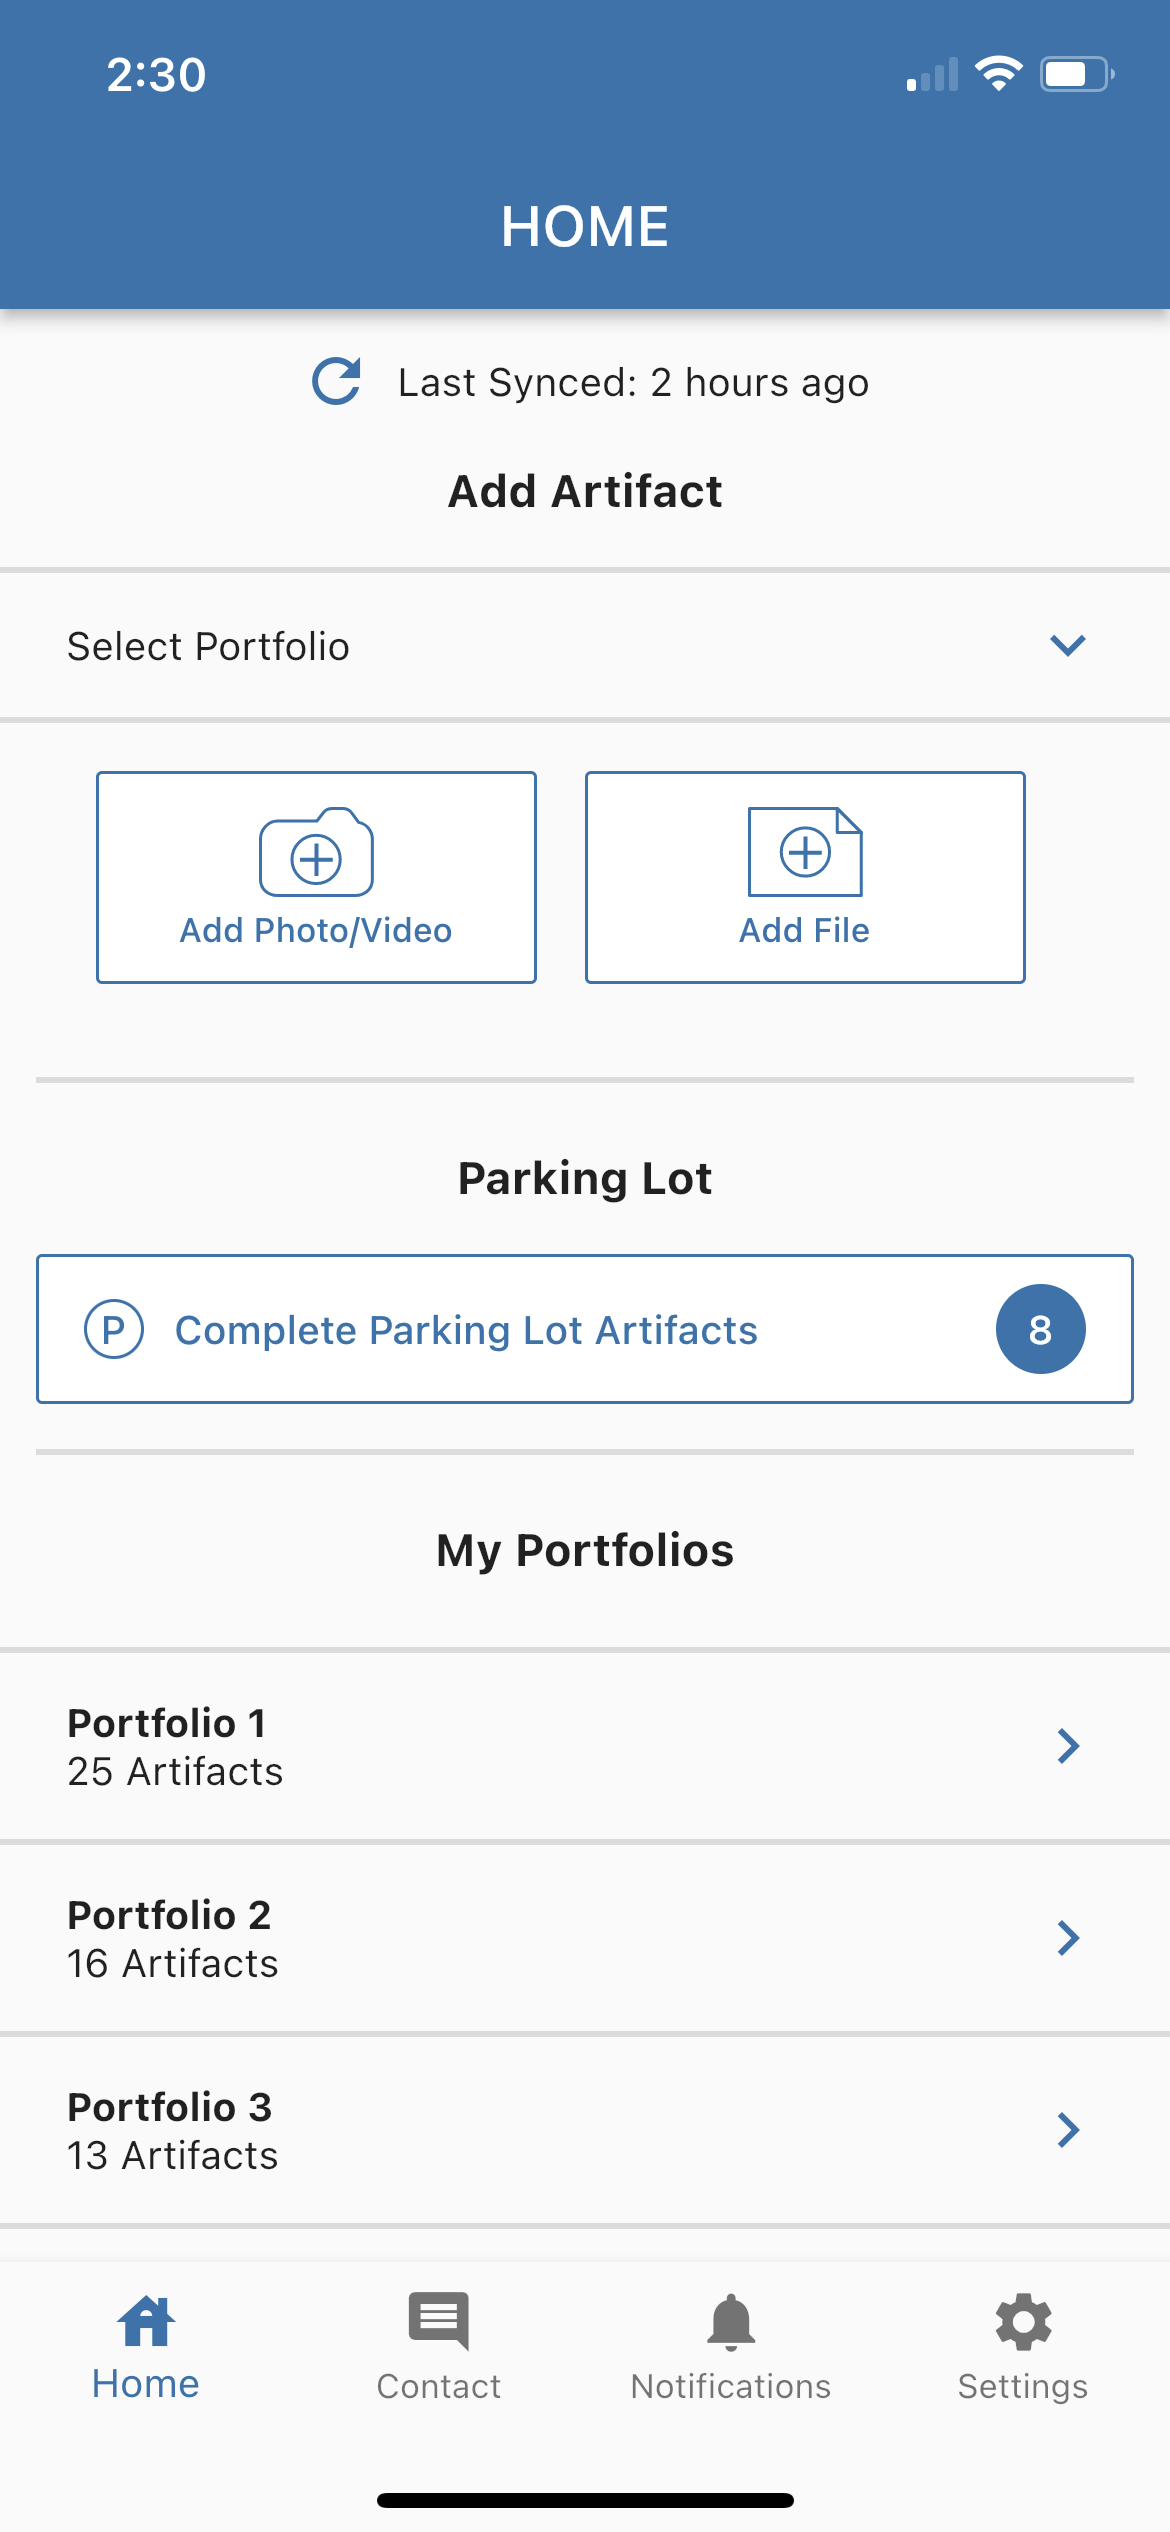 2:30
HOME
Last Synced: 2 hours ago
Add Artifact
Select Portfolio
Add Photo/Video
Add File
Parking Lot
P Complete Parking Lot Artifacts 8
My Portfolios
Portfolio 1
25 Artifacts
Portfolio 2
16 Artifacts
Portfolio 3
13 Artifacts
Home
Contact
Notifications
Settings